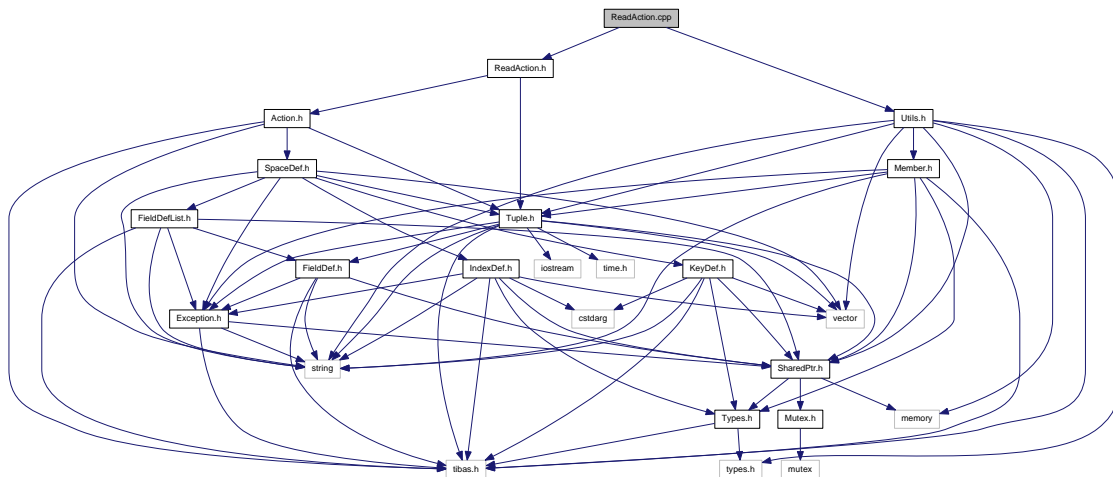 ReadAction.cpp
ReadAction.h
Action.h
Utils.h
SpaceDef.h
Member.h
FieldDefList.h
Tuple.h
FieldDef.h
IndexDef.h
iostream
time.h
KeyDef.h
Exception.h
cstdarg
vector
string
SharedPtr.h
Types.h
Mutex.h
memory
tibas.h
types.h
mutex